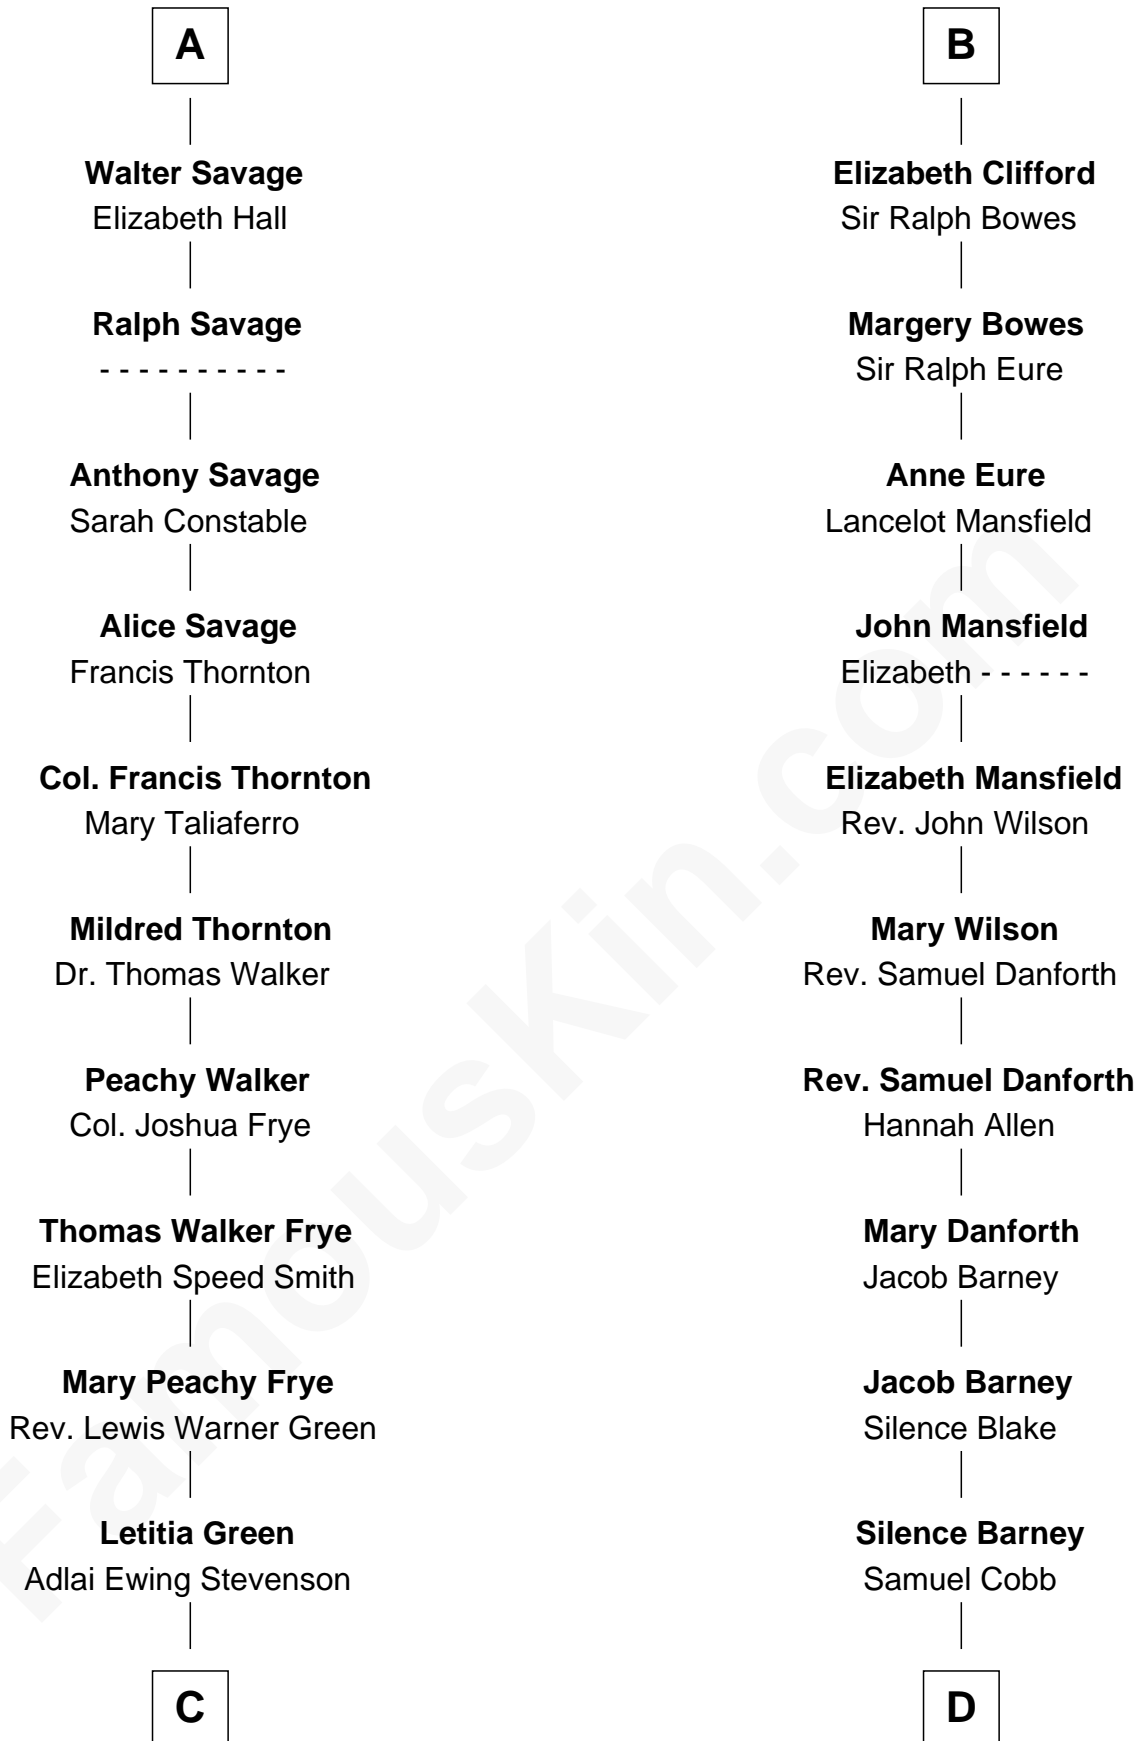 A
Walter Savage
Elizabeth Hall
Ralph Savage
- - - - - - - - - -
Anthony Savage
Sarah Constable
Alice Savage
Francis Thornton
Col. Francis Thornton
Mary Taliaferro
Mildred Thornton
Dr. Thomas Walker
Peachy Walker
Col. Joshua Frye
Thomas Walker Frye
Elizabeth Speed Smith
Mary Peachy Frye
Rev. Lewis Warner Green
Letitia Green
Adlai Ewing Stevenson
C
B
Elizabeth Clifford
Sir Ralph Bowes
Margery Bowes
Sir Ralph Eure
Anne Eure
Lancelot Mansfield
John Mansfield
Elizabeth - - - - - -
Elizabeth Mansfield
Rev. John Wilson
Mary Wilson
Rev. Samuel Danforth
Rev. Samuel Danforth
Hannah Allen
Mary Danforth
Jacob Barney
Jacob Barney
Silence Blake
Silence Barney
Samuel Cobb
D
FamousKin.com